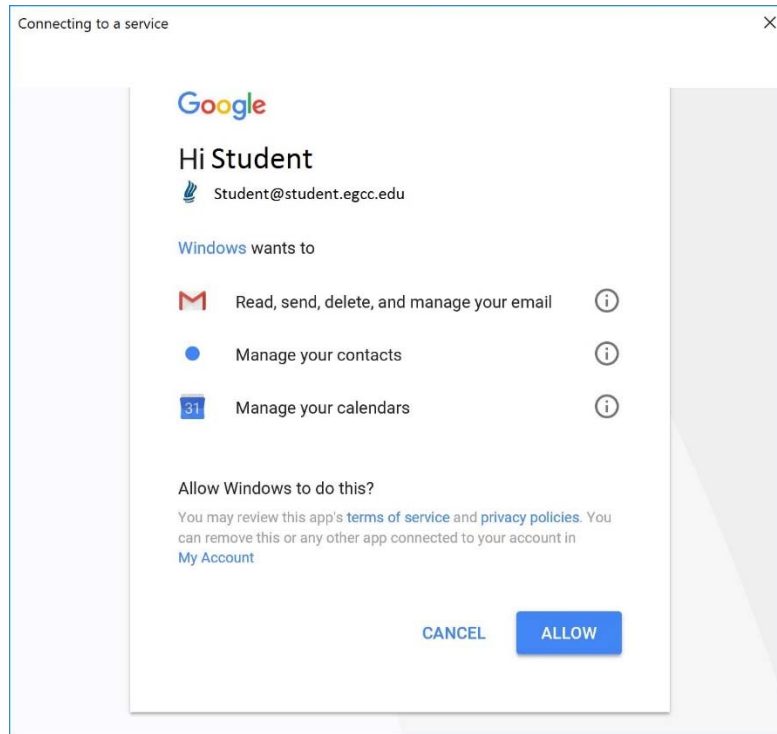 Connecting to a service
Google
Hi Student
Student@student.egcc.edu
Windows wants to
Read, send, delete, and manage your email
Manage your contacts
31 Manage your calendars
Allow Windows to do this?
You may review this app's terms of service and privacy policies. You
can remove this or any other app connected to your account in
My Account
CANCEL ALLOW